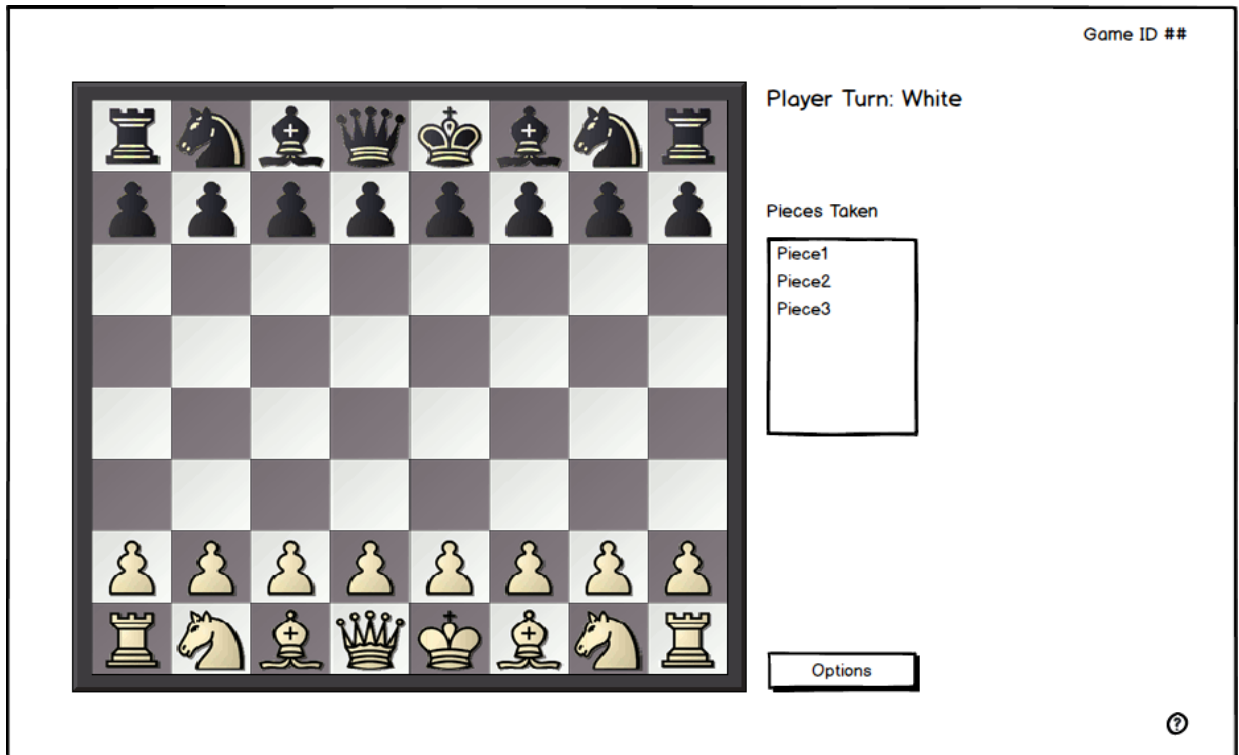 Game ID ##
Player Turn: White
Pieces Taken
Piece1
Piece2
Piece3
Options
?